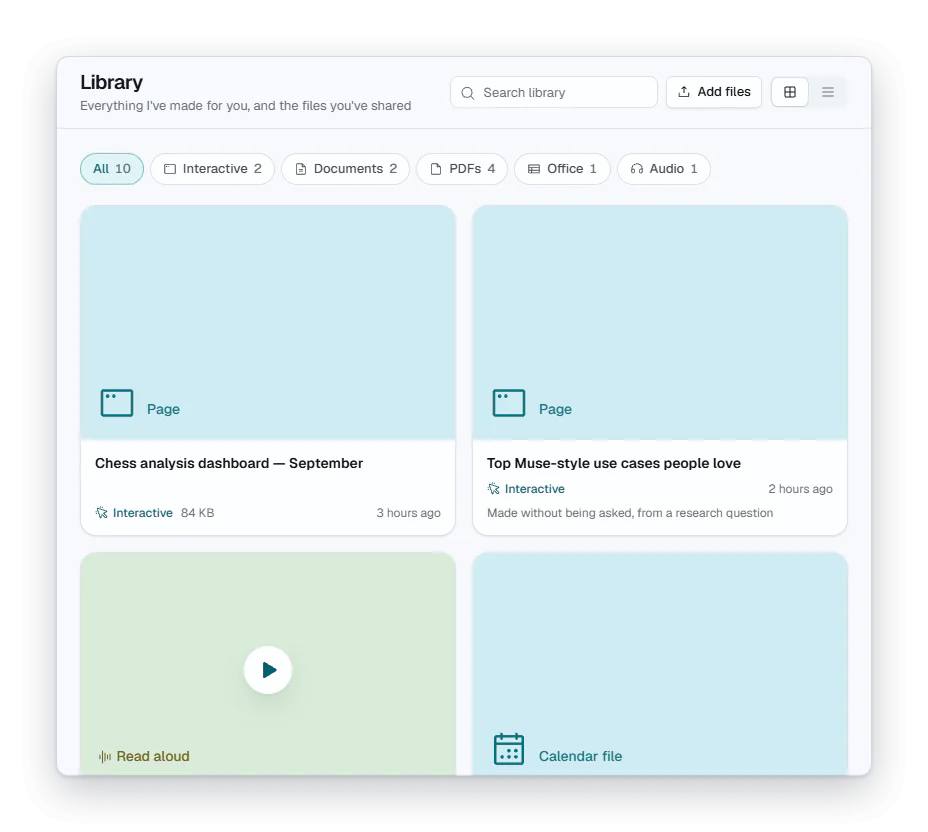 Library
Everything I've made for you, and the files you've shared
Search library
Add files
All 10
Interactive 2
Documents 2
PDFs 4
Office 1
Audio 1
Page
Page
Chess analysis dashboard — September
Interactive 84 KB 3 hours ago
Top Muse-style use cases people love
Interactive 2 hours ago
Made without being asked, from a research question
Read aloud
Calendar file